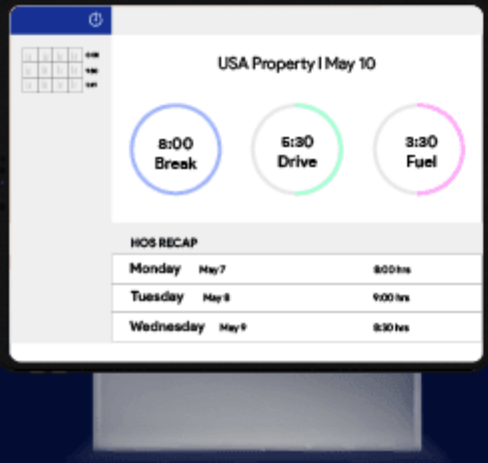 USA Property | May 10
8:00
Break
5:30
Drive
3:30
Fuel
HOS RECAP
Monday May 7 8:00 hrs
Tuesday May 8 9:00 hrs
Wednesday May 9 8:30 hrs